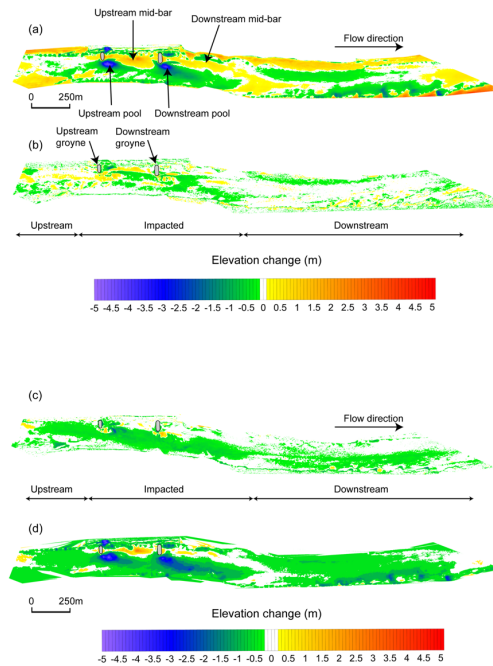 (a)
Upstream mid-bar
Downstream mid-bar
Flow direction
0 250m
Upstream pool
Downstream pool
(b)
Upstream
groyne
Downstream
groyne
Upstream
Impacted
Downstream
Elevation change (m)
-5 -4.5 -4 -3.5 -3 -2.5 -2 -1.5 -1 -0.5 0 0.5 1 1.5 2 2.5 3 3.5 4 4.5 5
(c)
Flow direction
Upstream
Impacted
Downstream
(d)
0 250m
Elevation change (m)
-5 -4.5 -4 -3.5 -3 -2.5 -2 -1.5 -1 -0.5 0 0.5 1 1.5 2 2.5 3 3.5 4 4.5 5